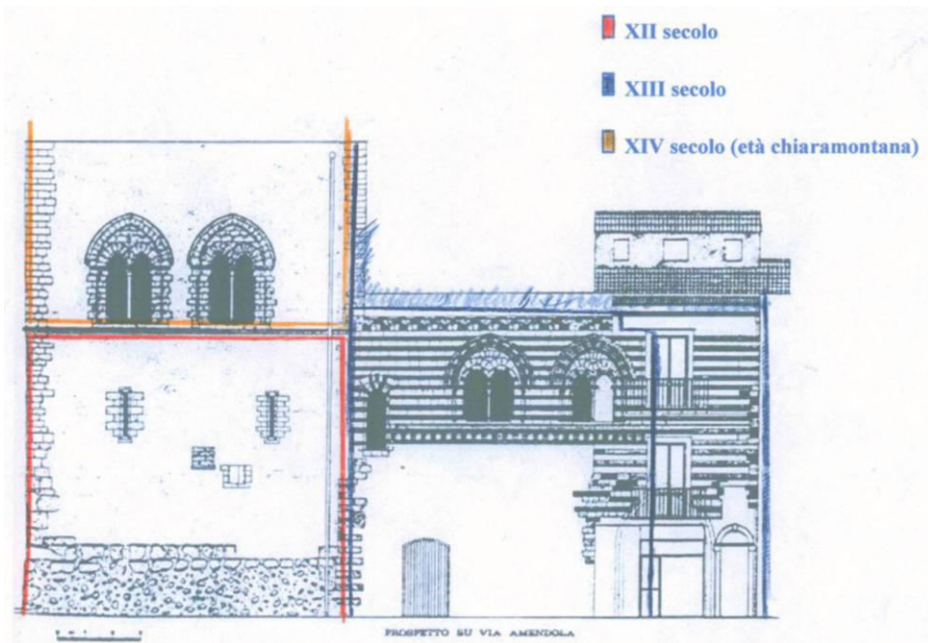 XII secolo
XIII secolo
XIV secolo (età chiaramontana)
PROSPETTO SU VIA AMENDOLA